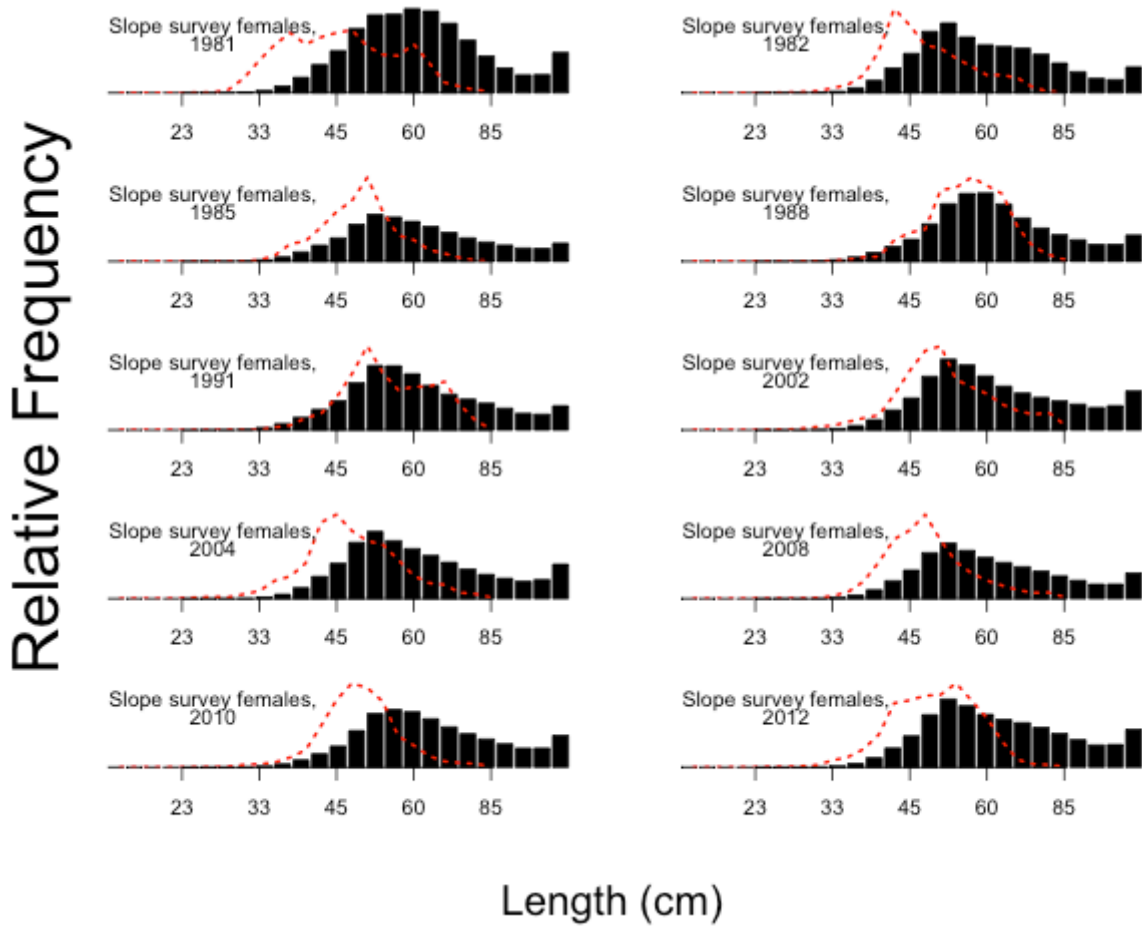 Relative Frequency
Slope survey females,
1981
23 33 45 60 85
Slope survey females,
1982
23 33 45 60 85
Slope survey females,
1985
23 33 45 60 85
Slope survey females,
1988
23 33 45 60 85
Slope survey females,
1991
23 33 45 60 85
Slope survey females,
2002
23 33 45 60 85
Slope survey females,
2004
23 33 45 60 85
Slope survey females,
2008
23 33 45 60 85
Slope survey females,
2010
23 33 45 60 85
Slope survey females,
2012
23 33 45 60 85
Length (cm)